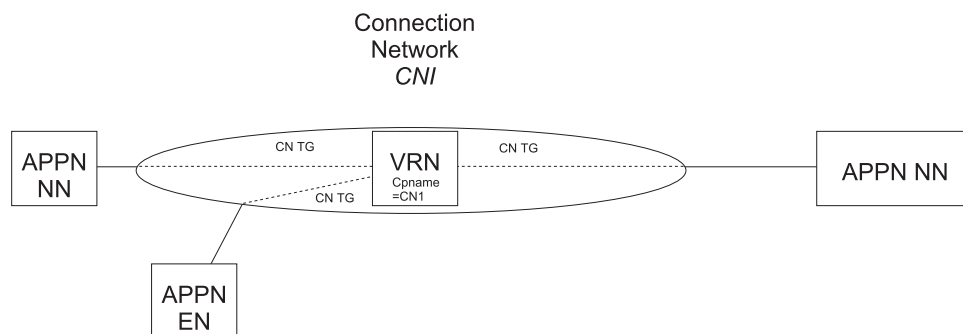 Connection
Network
CNI
APPN
NN
CN TG
VRN
Cpname
=CN1
CN TG
APPN NN
CN TG
APPN
EN